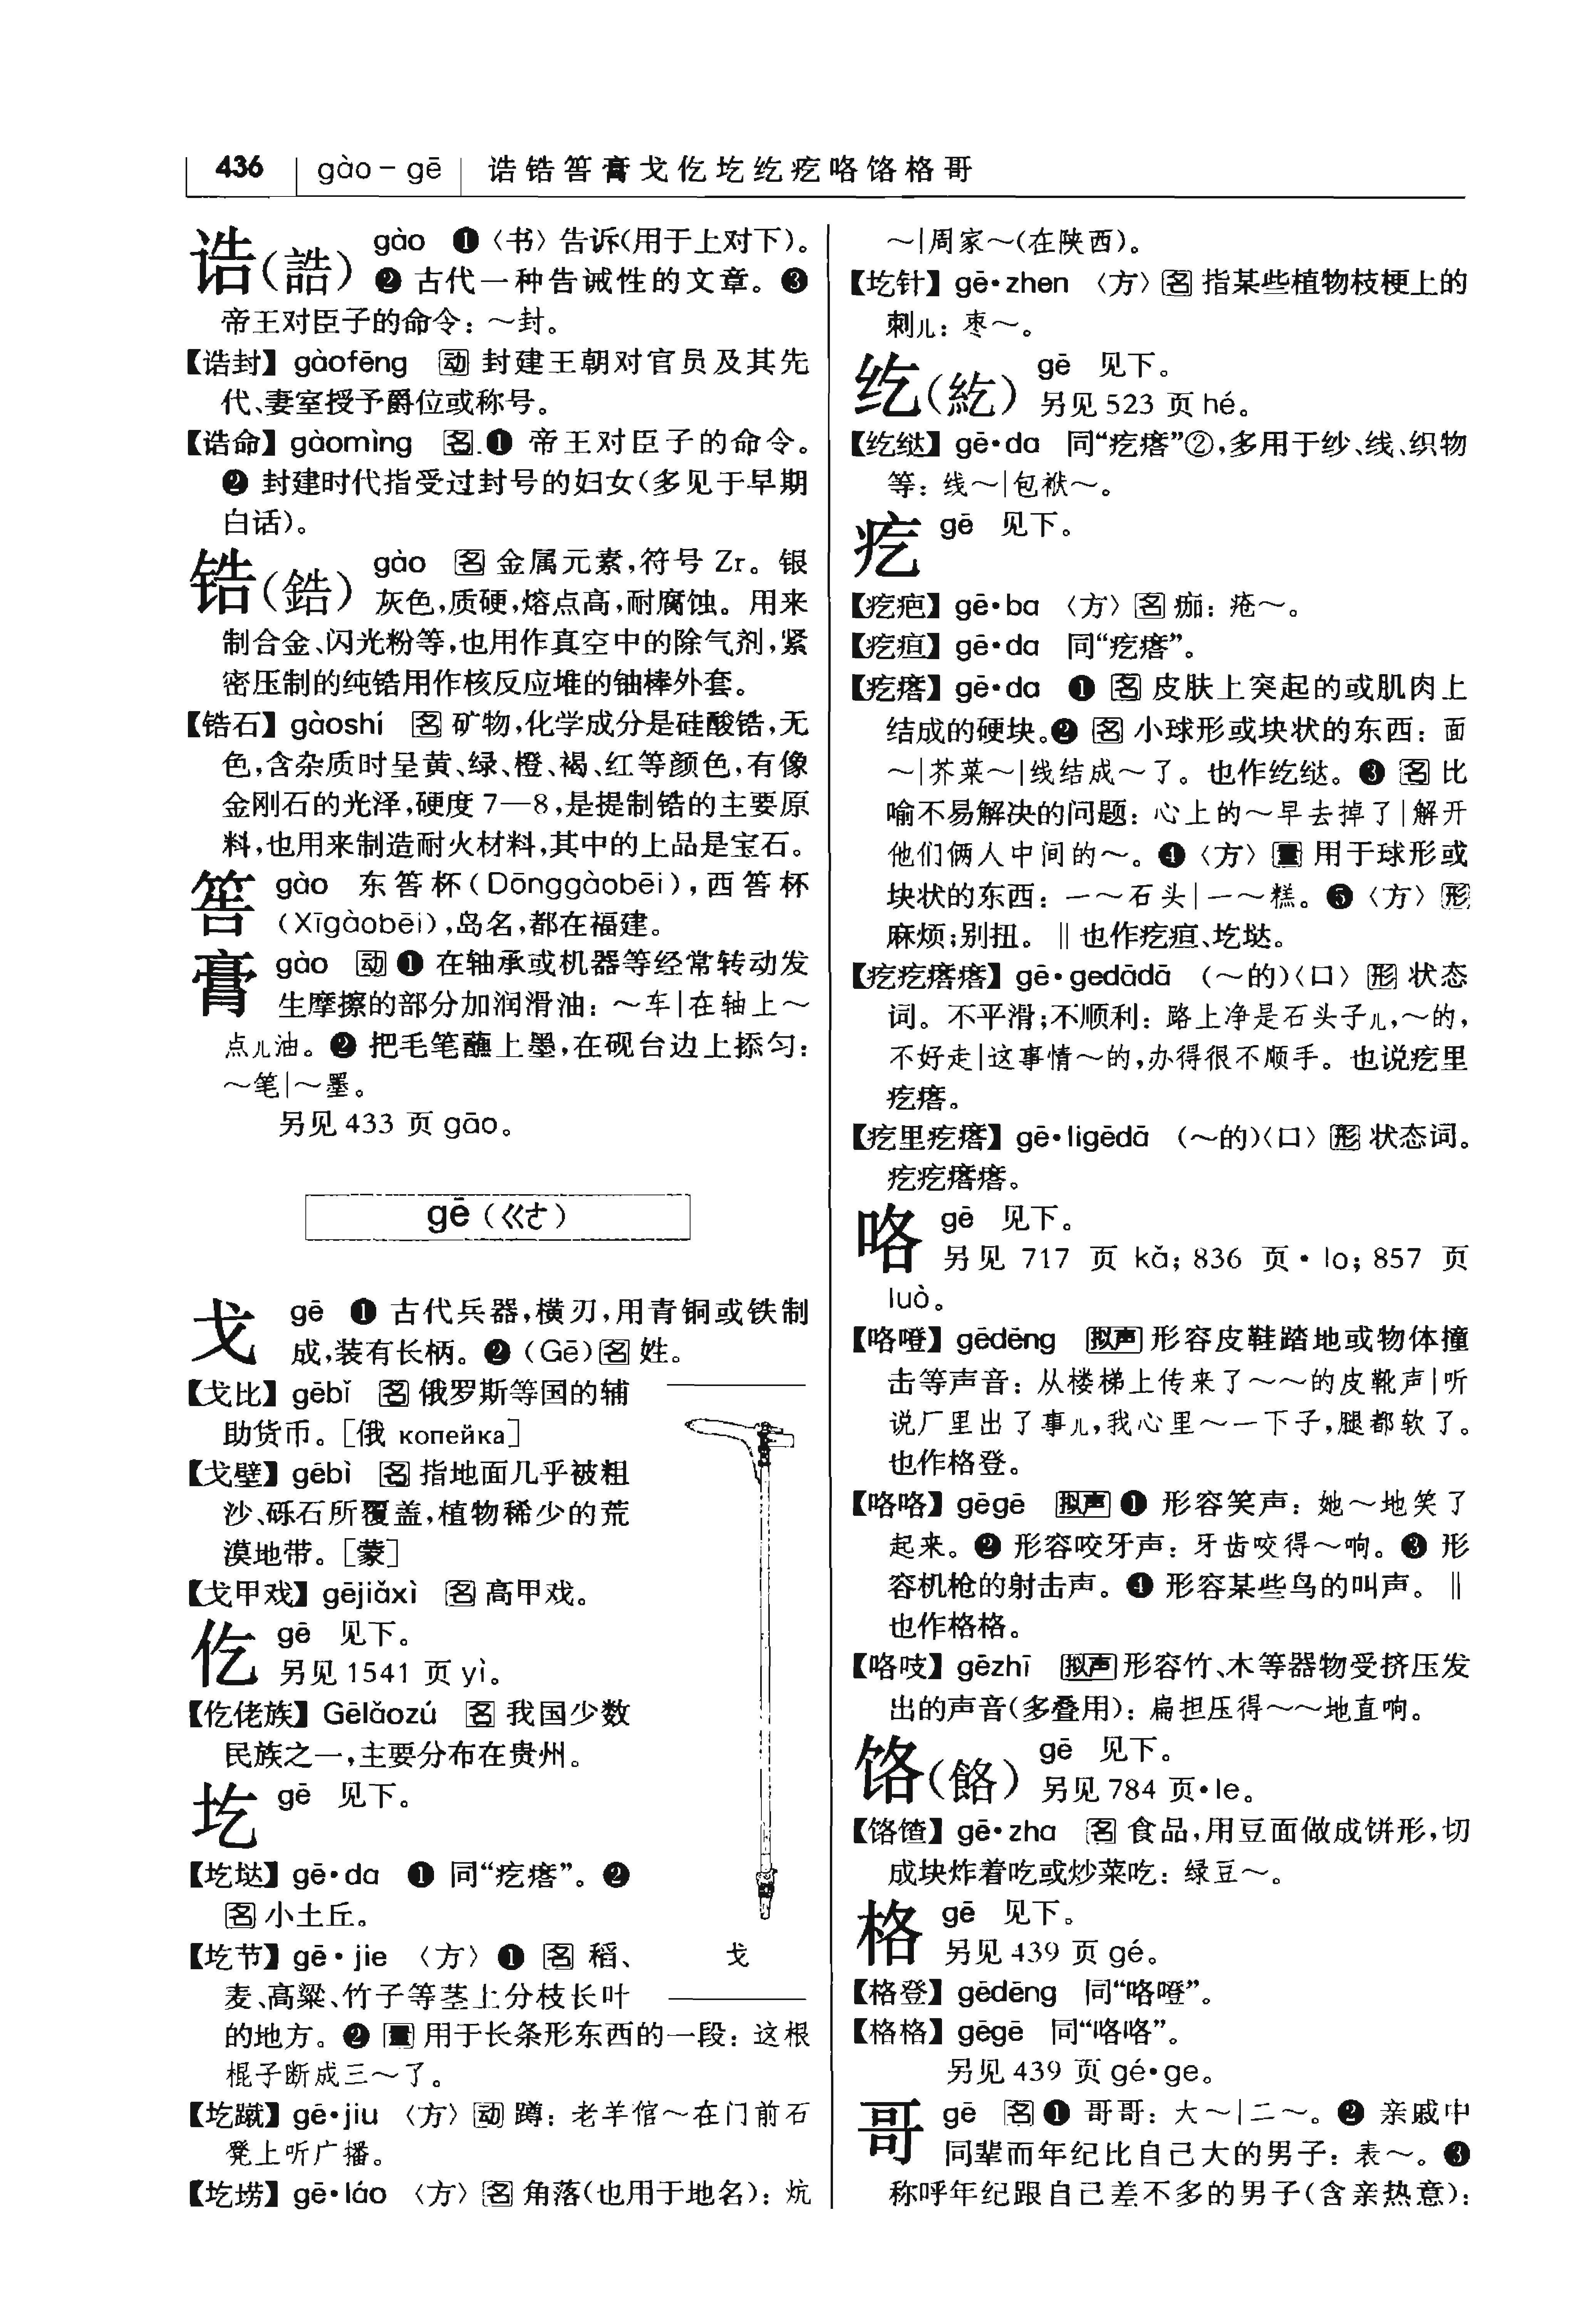 436 gào－gē 诰锆筶膏戈仡圪纥疙咯饹格哥
诰(誥) gào ❶〈书〉告诉(用于上对下)。
❷ 古代一种告诫性的文章。❸
帝王对臣子的命令：～封。
【诰封】gàofēng 动 封建王朝对官员及其先
代、妻室授予爵位或称号。
【诰命】gàomìng 名 ❶ 帝王对臣子的命令。
❷ 封建时代指受过封号的妇女(多见于早期
白话)。
锆(鋯) gào 名 金属元素,符号 Zr。银
灰色,质硬,熔点高,耐腐蚀。用来
制合金、闪光粉等,也用作真空中的除气剂,紧
密压制的纯锆用作核反应堆的铀棒外套。
【锆石】gàoshí 名 矿物,化学成分是硅酸锆,无
色,含杂质时呈黄、绿、橙、褐、红等颜色,有像
金刚石的光泽,硬度 7—8,是提制锆的主要原
料,也用来制造耐火材料,其中的上品是宝石。
筶 gào 东筶杯(Dōnggàobēi),西筶杯
(Xīgàobēi),岛名,都在福建。
膏 gào 动 ❶ 在轴承或机器等经常转动发
生摩擦的部分加润滑油：～车|在轴上～
点儿油。❷ 把毛笔蘸上墨,在砚台边上掭匀：
～笔|～墨。
另见 433 页 gāo。
gē (ㄍㄜ)
戈 gē ❶ 古代兵器,横刃,用青铜或铁制
成,装有长柄。❷ (Gē) 名 姓。
【戈比】gēbǐ 名 俄罗斯等国的辅
助货币。[俄 копейка]
【戈壁】gēbì 名 指地面几乎被粗
沙、砾石所覆盖,植物稀少的荒
漠地带。[蒙]
【戈甲戏】gējiǎxì 名 高甲戏。
仡 gē 见下。
另见 1541 页 yì。
【仡佬族】Gēlǎozú 名 我国少数
民族之一,主要分布在贵州。
圪 gē 见下。
【圪垯】gē·da ❶ 同“疙瘩”。❷
名 小土丘。
【圪节】gē·jie 〈方〉❶ 名 稻、
麦、高粱、竹子等茎上分枝长叶
的地方。❷ 量 用于长条形东西的一段：这根
棍子断成三～了。
【圪蹴】gē·jiu 〈方〉动 蹲：老羊倌～在门前石
凳上听广播。
【圪垯】gē·láo 〈方〉名 角落(也用于地名)：炕
戈
～|周家～(在陕西)。
【圪针】gē·zhen 〈方〉名 指某些植物枝梗上的
刺儿：枣～。
纥(紇) gē 见下。
另见 523 页 hé。
【纥繨】gē·da 同“疙瘩”②,多用于纱、线、织物
等：线～|包袱～。
疙 gē 见下。
【疙疤】gē·ba 〈方〉名 痂：疮～。
【疙疸】gē·da 同“疙瘩”。
【疙瘩】gē·da ❶ 名 皮肤上突起的或肌肉上
结成的硬块。❷ 名 小球形或块状的东西：面
～|芥菜～|线结成～了。也作纥繨。❸ 名 比
喻不易解决的问题：心上的～早去掉了|解开
他们俩人中间的～。❹〈方〉量 用于球形或
块状的东西：一～石头|一～糕。❺〈方〉形
麻烦;别扭。‖也作疙疸、圪垯。
【疙疙瘩瘩】gē·gedādā (～的)〈口〉形 状态
词。不平滑;不顺利：路上净是石头子儿,～的,
不好走|这事情～的,办得很不顺手。也说疙里
疙瘩。
【疙里疙瘩】gē·ligēdā (～的)〈口〉形 状态词。
疙疙瘩瘩。
咯 gē 见下。
另见 717 页 kǎ; 836 页 ·lo; 857 页
luò。
【咯噔】gēdēng 拟声 形容皮鞋踏地或物体撞
击等声音：从楼梯上传来了～～的皮靴声|听
说厂里出了事儿,我心里～一下子,腿都软了。
也作格登。
【咯咯】gēgē 拟声 ❶ 形容笑声：她～地笑了
起来。❷ 形容咬牙声：牙齿咬得～响。❸ 形
容机枪的射击声。❹ 形容某些鸟的叫声。‖
也作格格。
【咯吱】gēzhī 拟声 形容竹、木等器物受挤压发
出的声音(多叠用)：扁担压得～～地直响。
饹(餎) gē 见下。
另见 784 页·le。
【饹馇】gē·zha 名 食品,用豆面做成饼形,切
成块炸着吃或炒菜吃：绿豆～。
格 gē 见下。
另见 439 页 gé。
【格登】gēdēng 同“咯噔”。
【格格】gēgē 同“咯咯”。
另见 439 页 gé·ge。
哥 gē 名 ❶ 哥哥：大～|二～。❷ 亲戚中
同辈而年纪比自己大的男子：表～。❸
称呼年纪跟自己差不多的男子(含亲热意)：